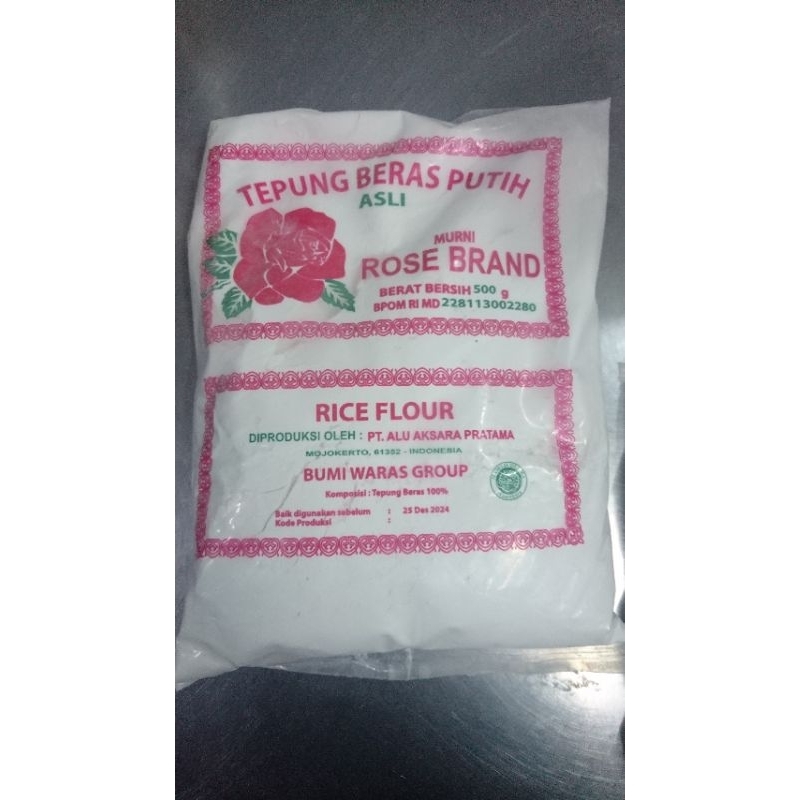 TEPUNG BERAS PUTIH
ASLI
MURNI
ROSE BRAND
BERAT BERSIH 500 g
BPOM RI MD 228113002280
RICE FLOUR
DIPRODUKSI OLEH : PT. ALU AKSARA PRATAMA
MOJOKERTO, 61352 - INDONESIA
BUMI WARAS GROUP
Komposisi : Tepung Beras 100%
Baik digunakan sebelum : 25 Des 2024
Kode Produksi :